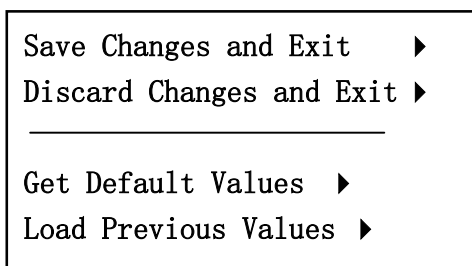 Save Changes and Exit
Discard Changes and Exit
Get Default Values
Load Previous Values